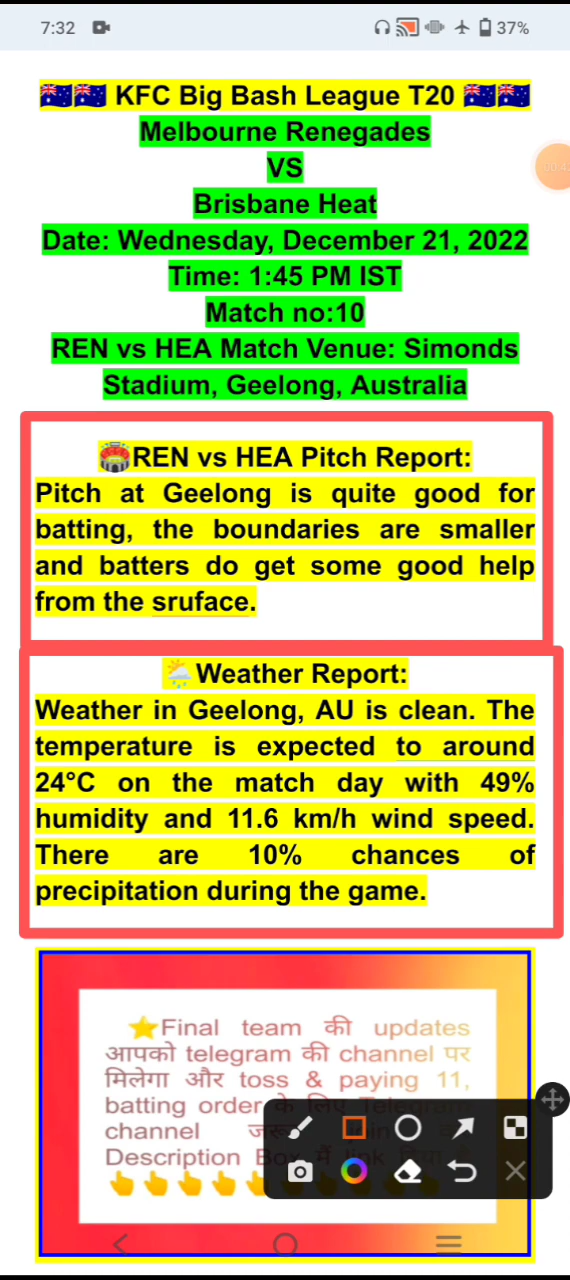 7:32
37%
KFC Big Bash League T20
Melbourne Renegades
VS
Brisbane Heat
Date: Wednesday, December 21, 2022
Time: 1:45 PM IST
Match no:10
REN vs HEA Match Venue: Simonds
Stadium, Geelong, Australia
REN vs HEA Pitch Report:
Pitch at Geelong is quite good for
batting, the boundaries are smaller
and batters do get some good help
from the sruface.
Weather Report:
Weather in Geelong, AU is clean. The
temperature is expected to around
24°C on the match day with 49%
humidity and 11.6 km/h wind speed.
There are 10% chances of
precipitation during the game.
Final team की updates
आपको telegram की channel पर
मिलेगा और toss & paying 11,
batting order के लिए Telegram
channel
Description Box में link